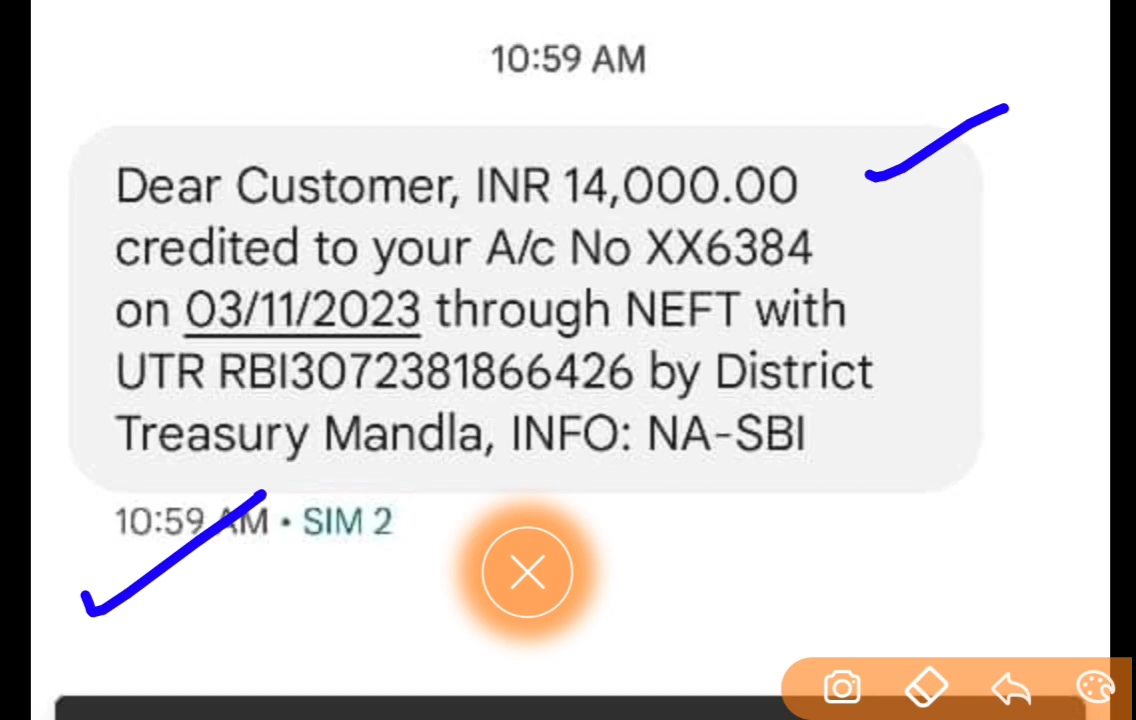 10:59 AM
Dear Customer, INR 14,000.00
credited to your A/c No XX6384
on 03/11/2023 through NEFT with
UTR RBI3072381866426 by District
Treasury Mandla, INFO: NA-SBI
10:59 AM • SIM 2